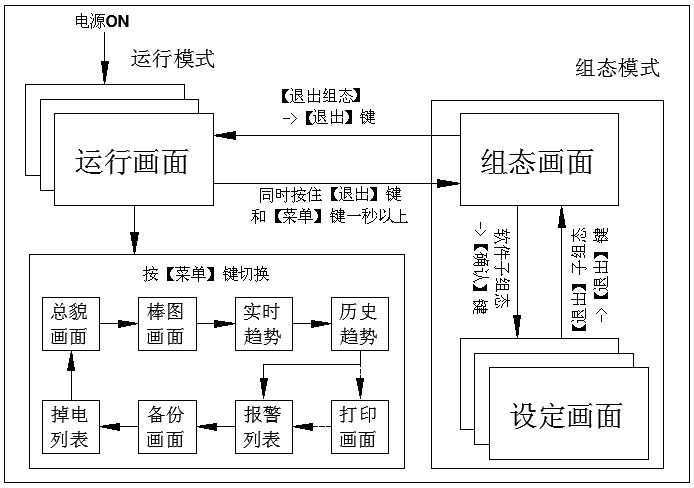 电源ON
运行模式
组态模式
【退出组态】
->【退出】键
运行画面
组态画面
同时按住【退出】键
和【菜单】键一秒以上
软件子组态
->【确认】键
【退出】子组态
->【退出】键
按【菜单】键切换
总貌
画面
棒图
画面
实时
趋势
历史
趋势
掉电
列表
备份
画面
报警
列表
打印
画面
设定画面